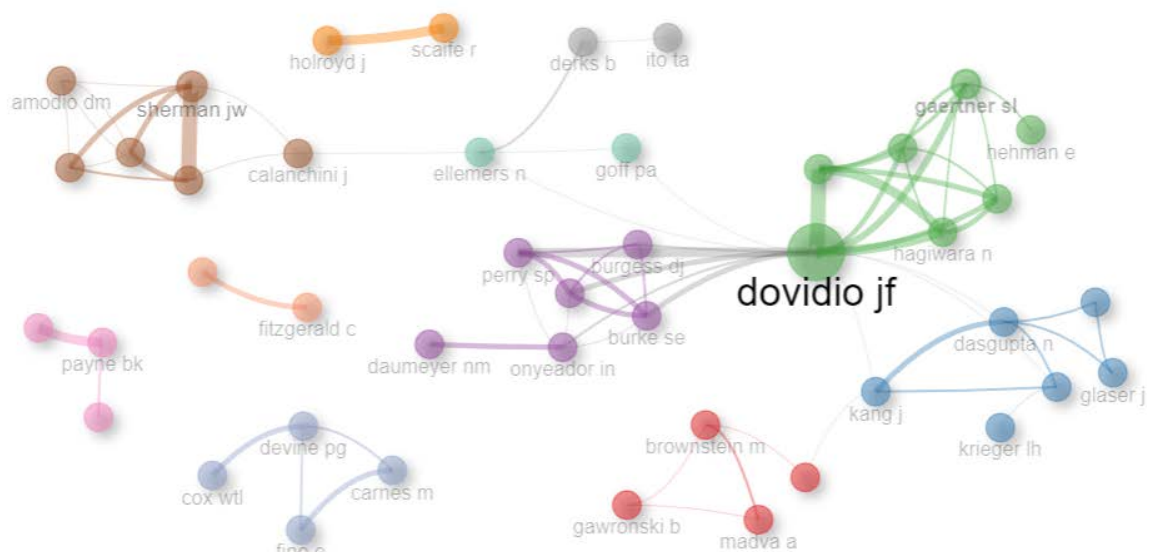 holroyd j
scaife r
derks b
ito ta
amodio dm
sherman jw
gaertner sl
hehman e
calanchini j
ellemers n
goff pa
perry sp
burgess dj
hagiwara n
dovidio jf
fitzgerald c
burke se
payne bk
daumeyer nm
onyeador in
dasgupta n
glaser j
kang j
krieger lh
devine pg
brownstein m
cox wtl
carnes m
gawronski b
madva a